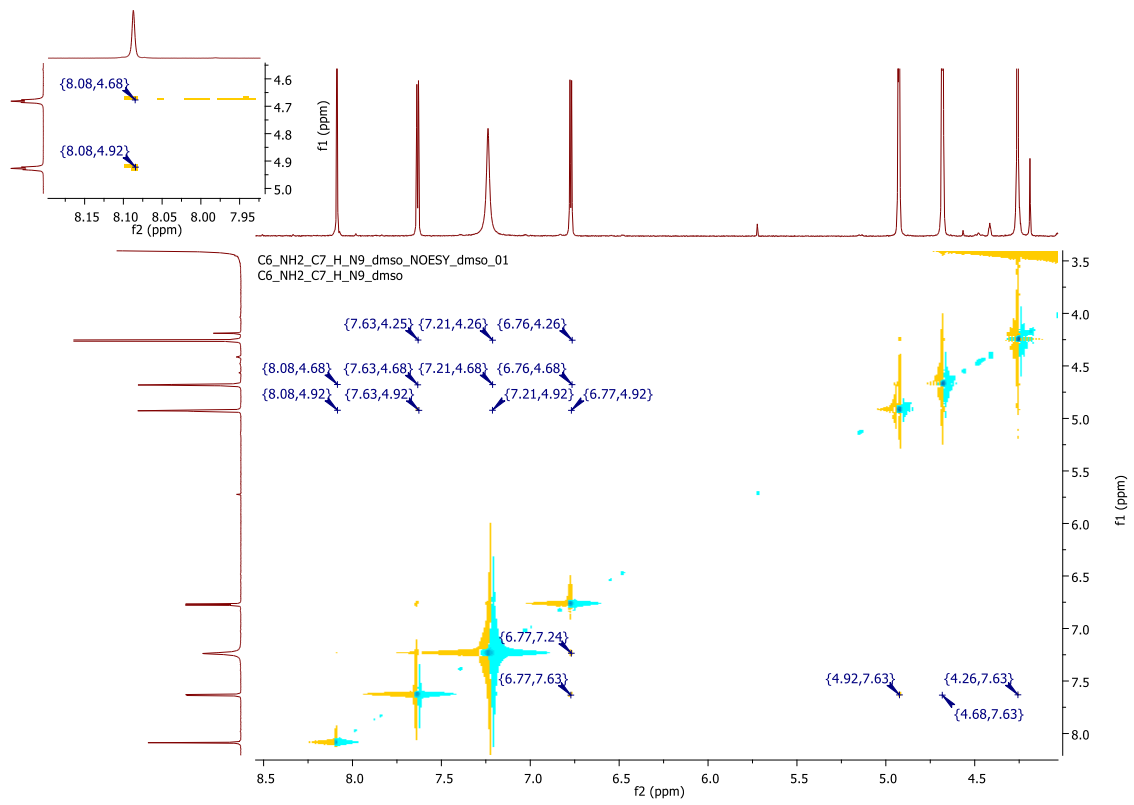 {8.08,4.68}
{8.08,4.92}
4.6
4.7
4.8
4.9
5.0
f1 (ppm)
8.15 8.10 8.05 8.00 7.95
f2 (ppm)
C6_NH2_C7_H_N9_dmso_NOESY_dmso_01
C6_NH2_C7_H_N9_dmso
{7.63,4.25} {7.21,4.26} {6.76,4.26}
{8.08,4.68} {7.63,4.68} {7.21,4.68} {6.76,4.68}
{8.08,4.92} {7.63,4.92} {7.21,4.92} {6.77,4.92}
{6.77,7.24}
{6.77,7.63} {4.92,7.63} {4.26,7.63}
{4.68,7.63}
3.5
4.0
4.5
5.0
5.5
6.0
6.5
7.0
7.5
8.0
f1 (ppm)
8.5 8.0 7.5 7.0 6.5 6.0 5.5 5.0 4.5
f2 (ppm)